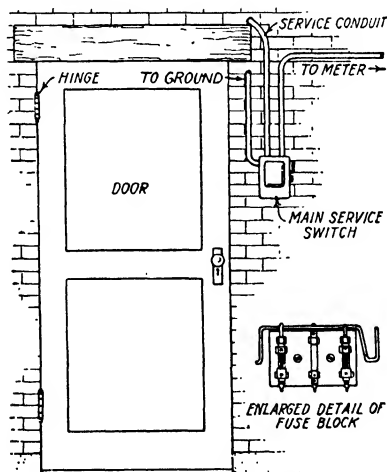 SERVICE CONDUIT
TO METER
HINGE
TO GROUND
DOOR
MAIN SERVICE
SWITCH
ENLARGED DETAIL OF
FUSE BLOCK